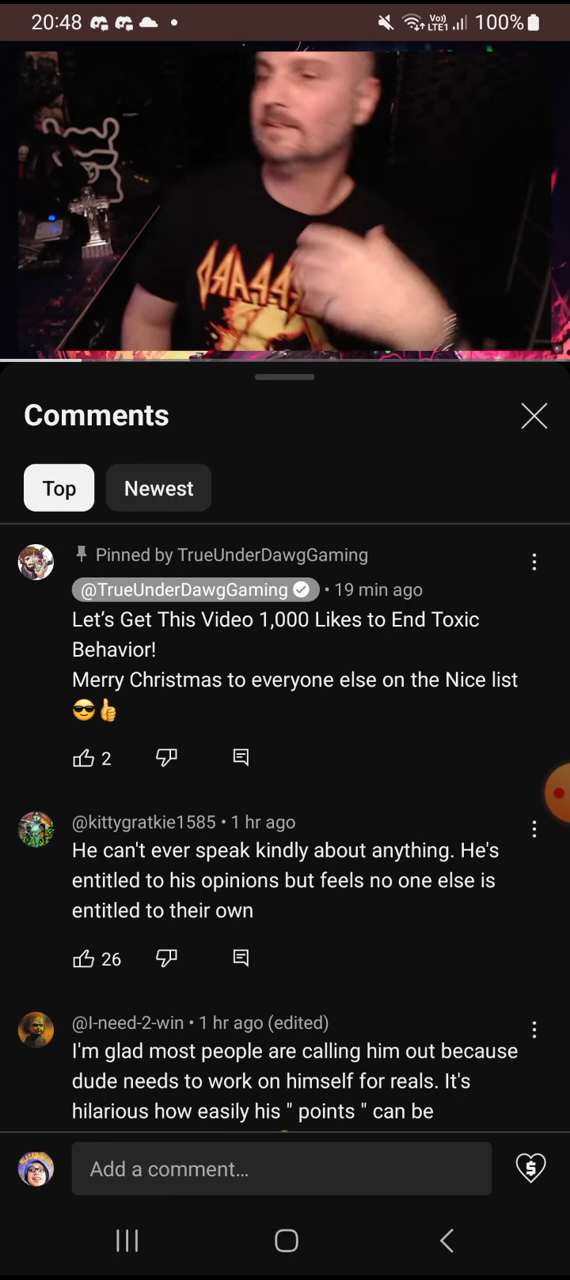 20:48
Vo))
LTE1
100%
Comments
Top
Newest
Pinned by TrueUnderDawgGaming
@TrueUnderDawgGaming • 19 min ago
Let’s Get This Video 1,000 Likes to End Toxic
Behavior!
Merry Christmas to everyone else on the Nice list
😎👍
2
@kittygratkie1585 • 1 hr ago
He can't ever speak kindly about anything. He's
entitled to his opinions but feels no one else is
entitled to their own
26
@I-need-2-win • 1 hr ago (edited)
I'm glad most people are calling him out because
dude needs to work on himself for reals. It's
hilarious how easily his " points " can be
Add a comment...